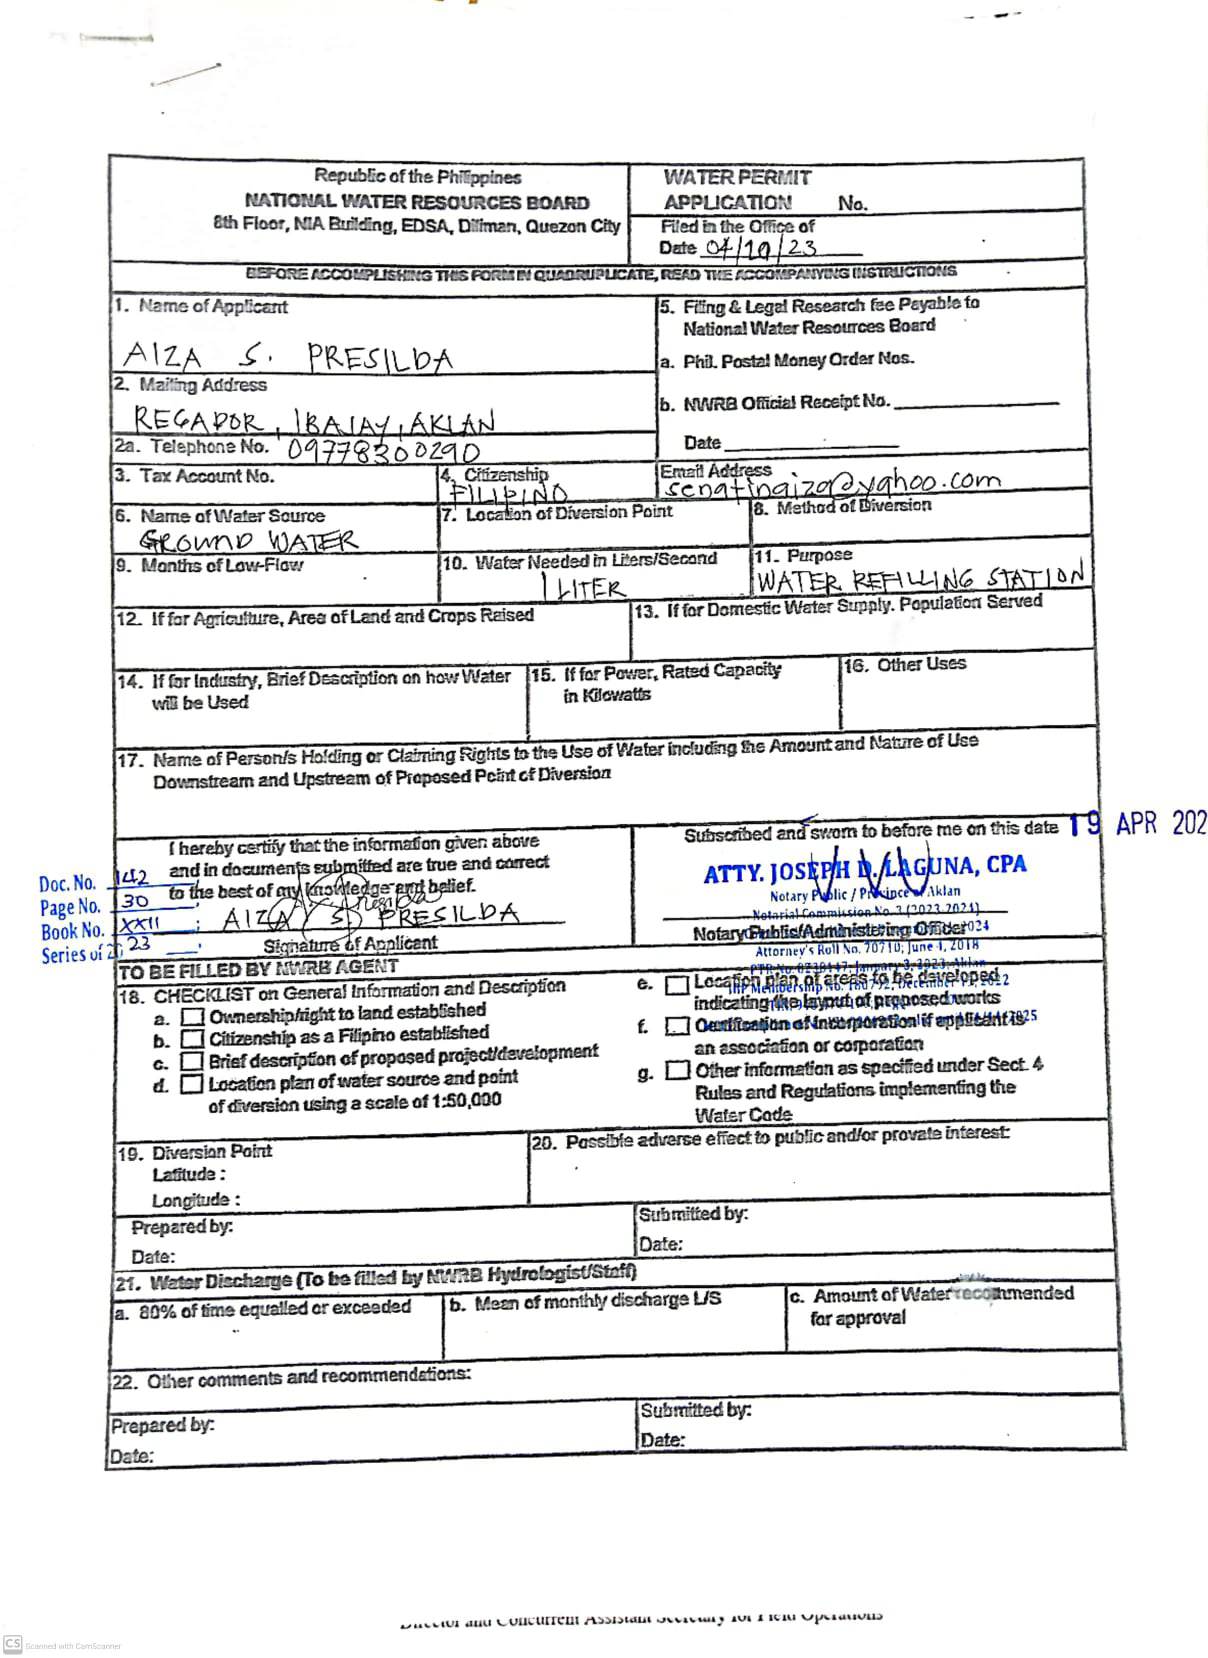 Republic of the Philippines
NATIONAL WATER RESOURCES BOARD
8th Floor, NIA Building, EDSA, Diliman, Quezon City
WATER PERMIT
APPLICATION No.
Filed in the Office of
Date 04/19/23
BEFORE ACCOMPLISHING THIS FORM IN QUADRUPLICATE, READ THE ACCOMPANYING INSTRUCTIONS
1. Name of Applicant
AIZA S. PRESILDA
2. Mailing Address
REGADOR, IBAJAY, AKLAN
2a. Telephone No. 09778300290
5. Filing & Legal Research fee Payable to
National Water Resources Board
a. Phil. Postal Money Order Nos.
b. NWRB Official Receipt No.
Date
3. Tax Account No.
4. Citizenship
FILIPINO
Email Address
senatinaiza@yahoo.com
6. Name of Water Source
GROUND WATER
7. Location of Diversion Point
8. Method of Diversion
9. Months of Low-Flow
10. Water Needed in Liters/Second
1 LITER
11. Purpose
WATER REFILLING STATION
12. If for Agriculture, Area of Land and Crops Raised
13. If for Domestic Water Supply. Population Served
14. If for Industry, Brief Description on how Water
will be Used
15. If for Power, Rated Capacity
in Kilowatts
16. Other Uses
17. Name of Person/s Holding or Claiming Rights to the Use of Water including the Amount and Nature of Use
Downstream and Upstream of Proposed Point of Diversion
I hereby certify that the information given above
and in documents submitted are true and correct
to the best of my knowledge and belief.
AIZA S. PRESILDA
Signature of Applicant
Doc. No. 142
Page No. 30
Book No. XXII
Series of 2023
Subscribed and sworn to before me on this date 19 APR 202
ATTY. JOSEPH D. LAGUNA, CPA
Notary Public / Province Aklan
Notarial Commission No. 3 (2023-2024)
Notary Public/Administering Officer
Attorney's Roll No. 70710; June 1, 2018
TO BE FILLED BY NWRB AGENT
18. CHECKLIST on General Information and Description
a. Ownership/right to land established
b. Citizenship as a Filipino established
c. Brief description of proposed project/development
d. Location plan of water source and point
of diversion using a scale of 1:50,000
e. Location plan of areas to be developed
indicating the layout of proposed works
f. Certification of Incorporation if applicant is
an association or corporation
g. Other information as specified under Sect. 4
Rules and Regulations implementing the
Water Code
19. Diversion Point
Latitude :
Longitude :
20. Possible adverse effect to public and/or provate interest:
Prepared by:
Date:
Submitted by:
Date:
21. Water Discharge (To be filled by NWRB Hydrologist/Staff)
a. 80% of time equalled or exceeded
b. Mean of monthly discharge L/S
c. Amount of Water recommended
for approval
22. Other comments and recommendations:
Prepared by:
Date:
Submitted by:
Date:
Director and Concurrent Assistant Secretary for Field Operations
CS Scanned with CamScanner